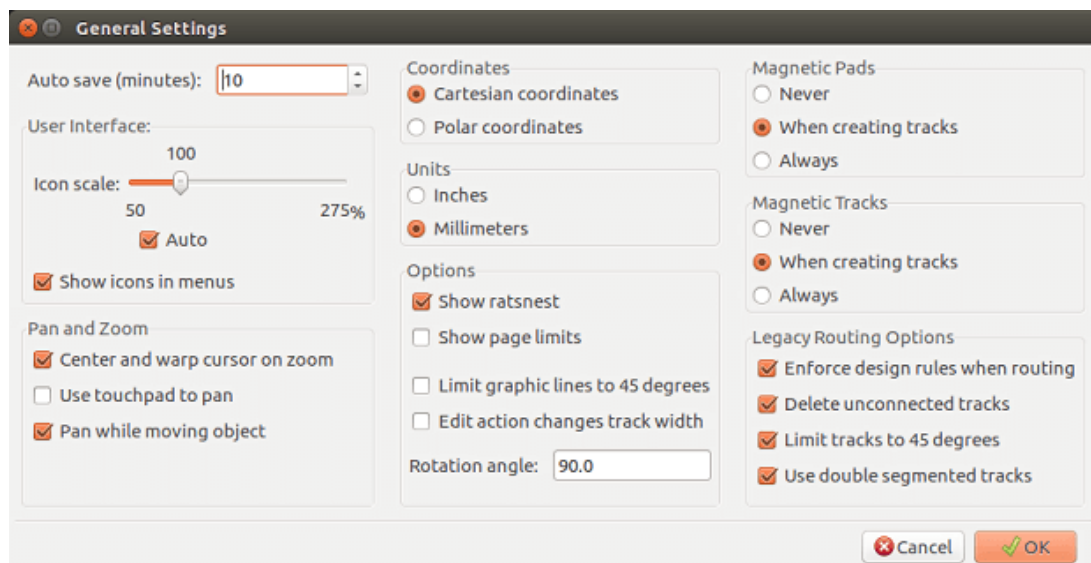 General Settings
Auto save (minutes): 10
User Interface:
100
Icon scale:
50 275%
Auto
Show icons in menus
Pan and Zoom
Center and warp cursor on zoom
Use touchpad to pan
Pan while moving object
Coordinates
Cartesian coordinates
Polar coordinates
Units
Inches
Millimeters
Options
Show ratsnest
Show page limits
Limit graphic lines to 45 degrees
Edit action changes track width
Rotation angle: 90.0
Magnetic Pads
Never
When creating tracks
Always
Magnetic Tracks
Never
When creating tracks
Always
Legacy Routing Options
Enforce design rules when routing
Delete unconnected tracks
Limit tracks to 45 degrees
Use double segmented tracks
Cancel OK